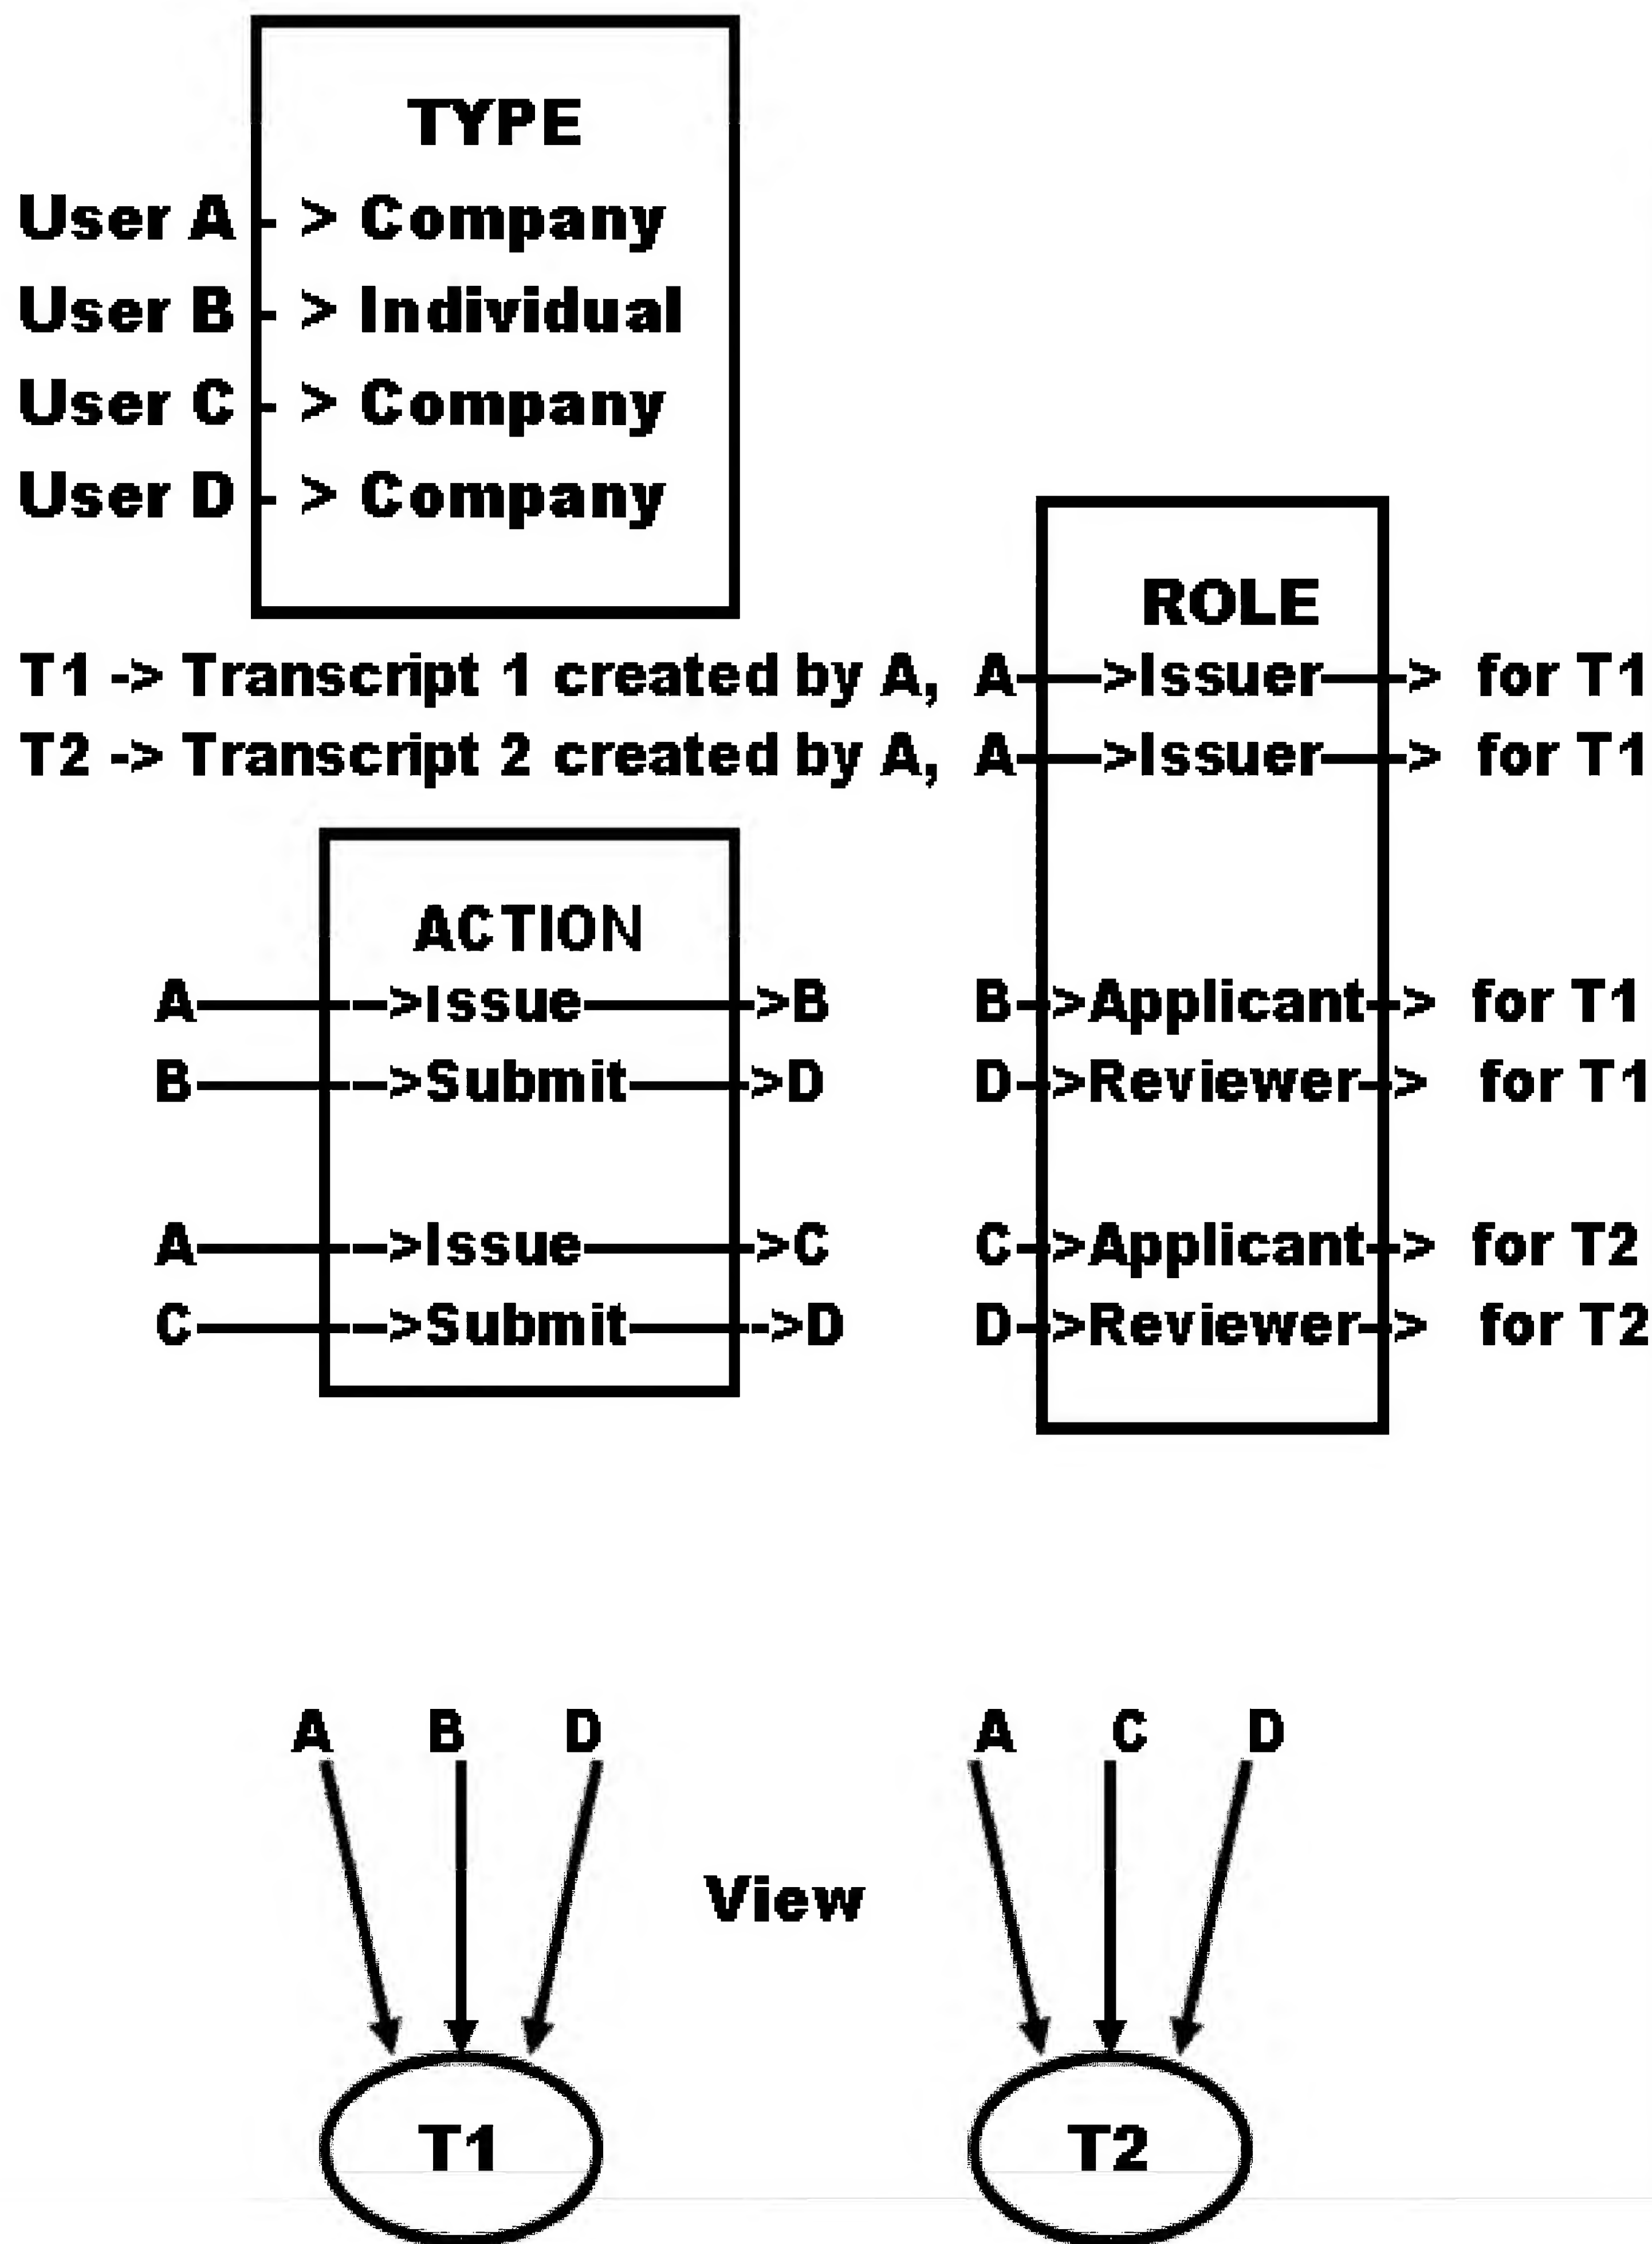 TYPE
User A - > Company
User B - > Individual
User C - > Company
User D - > Company
ROLE
T1 -> Transcript 1 created by A, A—>Issuer—> for T1
T2 -> Transcript 2 created by A, A—>Issuer—> for T1
ACTION
A—->Issue—>B B->Applicant-> for T1
B—->Submit—>D D->Reviewer-> for T1
A—->Issue—>C C->Applicant-> for T2
C—->Submit—->D D->Reviewer-> for T2
A B D A C D
View
T1 T2